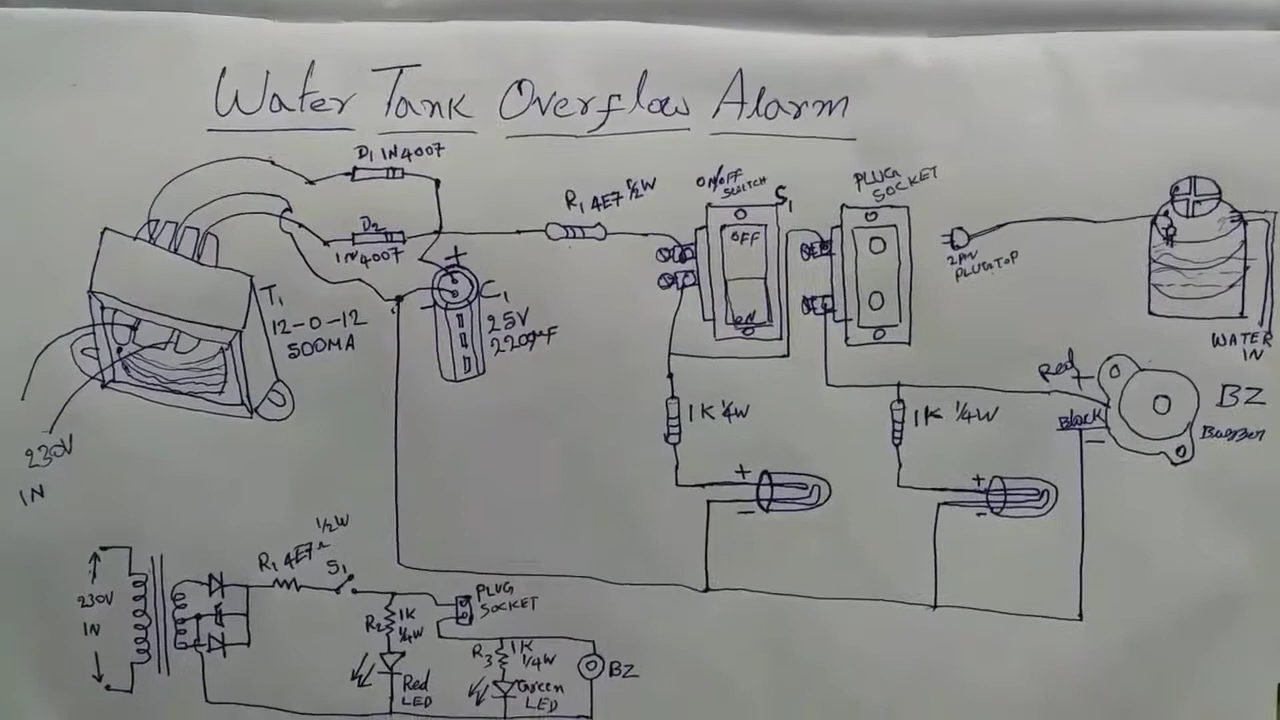 Water Tank Overflow Alarm
D1 1N4007
D2
1N4007
R1 4E7 1/2W
ON/OFF
SWITCH
S1
OFF
ON
PLUG
SOCKET
2PIN
PLUGTOP
WATER
IN
T1
12-0-12
500MA
+
-
C1
25V
220µF
230V
IN
1K 1/4W
+
-
1K 1/4W
+
-
Red +
Black
-
BZ
Buzzer
230V
IN
R1 4E7Ω 1/2W
S1
PLUG
SOCKET
R2 1K
1/4W
Red
LED
R3 1K
1/4W
Green
LED
BZ